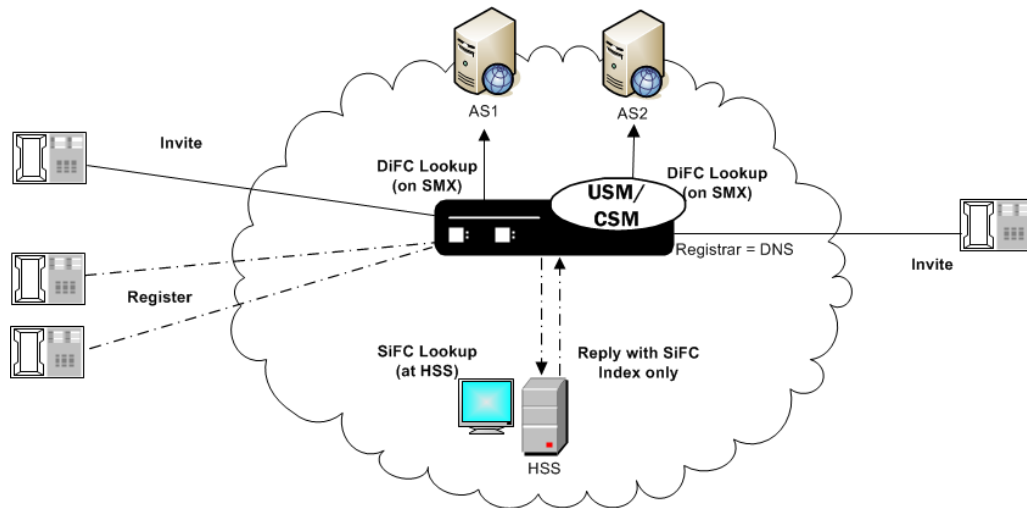 AS1
AS2
Invite
DiFC Lookup
(on SMX)
DiFC Lookup
(on SMX)
USM/
CSM
Registrar = DNS
Invite
Register
SiFC Lookup
(at HSS)
Reply with SiFC
Index only
HSS